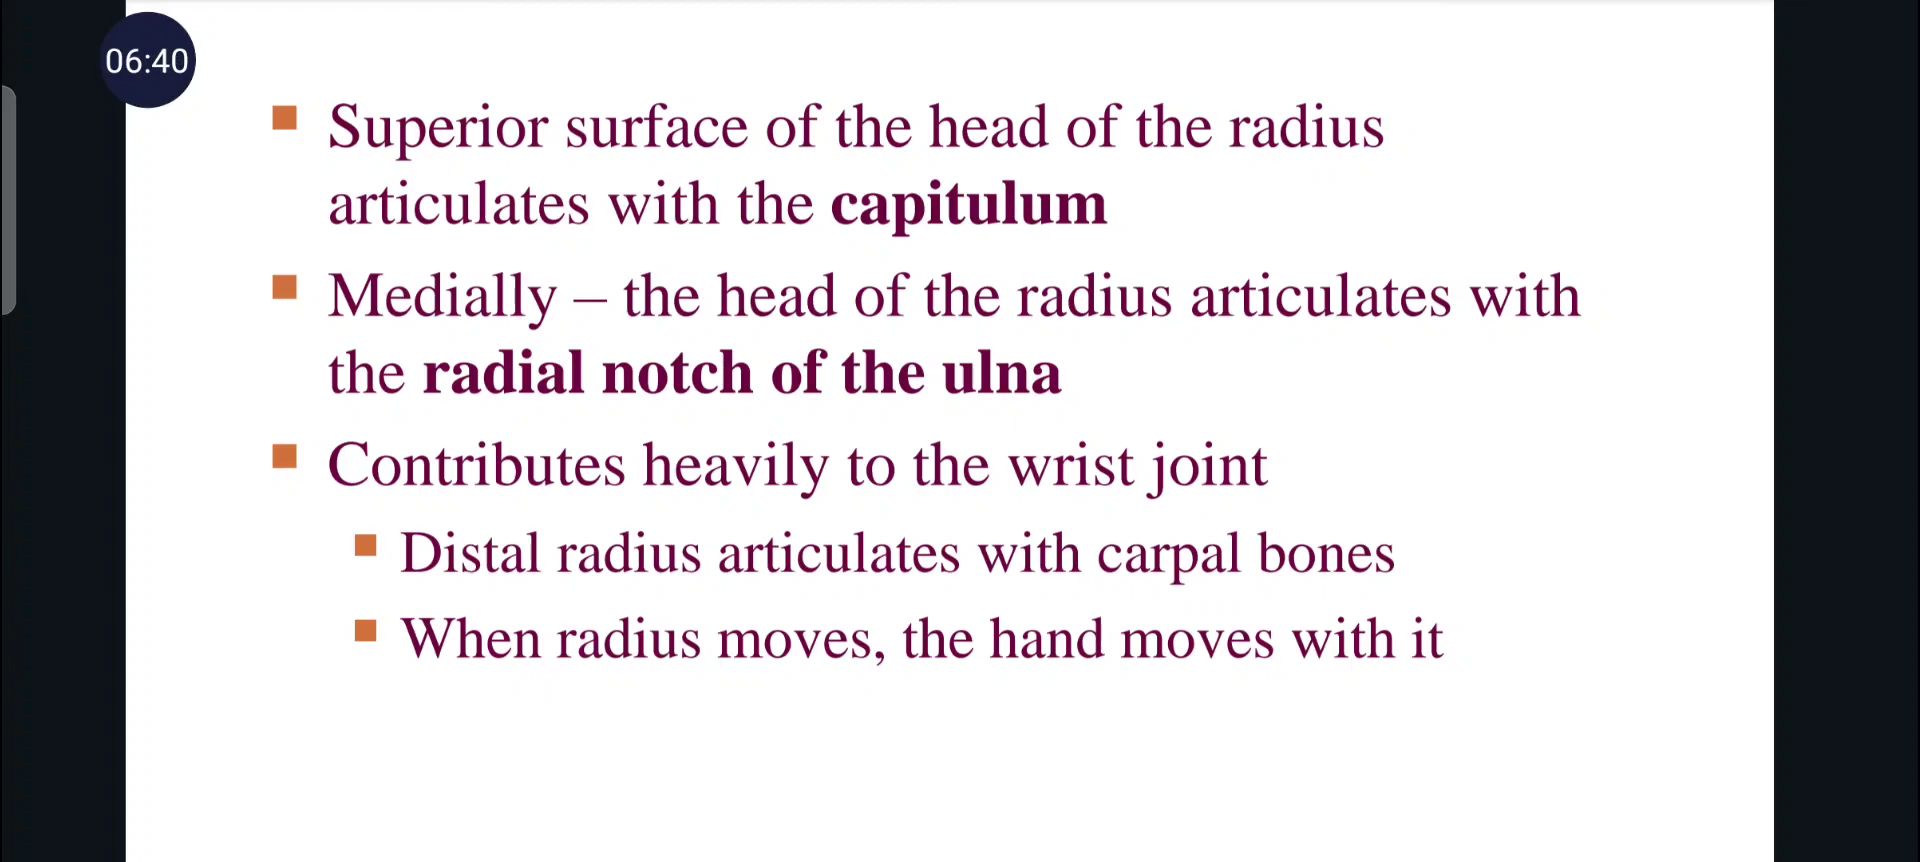 06:40
Superior surface of the head of the radius
articulates with the capitulum
Medially – the head of the radius articulates with
the radial notch of the ulna
Contributes heavily to the wrist joint
Distal radius articulates with carpal bones
When radius moves, the hand moves with it